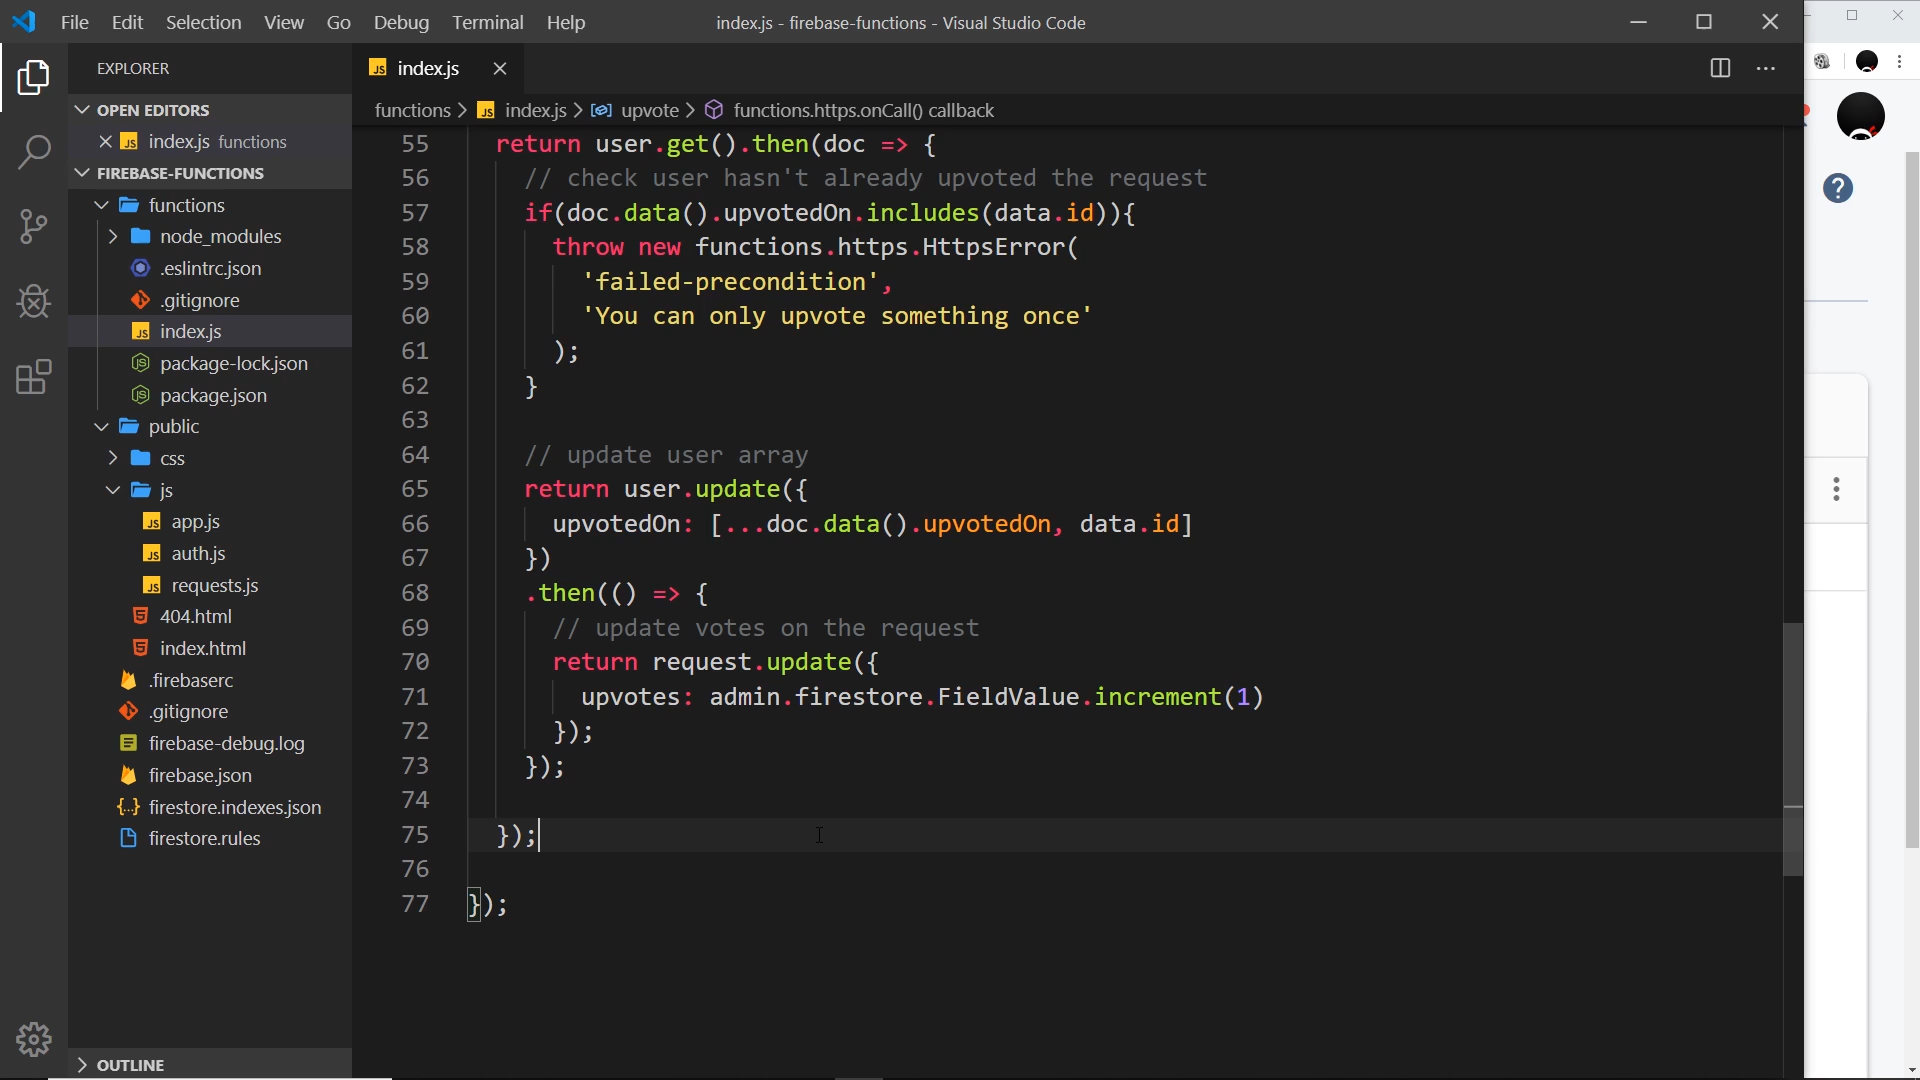 File Edit Selection View Go Debug Terminal Help
index.js - firebase-functions - Visual Studio Code
EXPLORER
OPEN EDITORS
JS index.js functions
FIREBASE-FUNCTIONS
functions
node_modules
.eslintrc.json
.gitignore
JS index.js
package-lock.json
package.json
public
css
js
JS app.js
JS auth.js
JS requests.js
404.html
index.html
.firebaserc
.gitignore
firebase-debug.log
firebase.json
firestore.indexes.json
firestore.rules
OUTLINE
JS index.js
functions > JS index.js > upvote > functions.https.onCall() callback
55 return user.get().then(doc => {
56 // check user hasn't already upvoted the request
57 if(doc.data().upvotedOn.includes(data.id)){
58 throw new functions.https.HttpsError(
59 'failed-precondition',
60 'You can only upvote something once'
61 );
62 }
63
64 // update user array
65 return user.update({
66 upvotedOn: [...doc.data().upvotedOn, data.id]
67 })
68 .then(() => {
69 // update votes on the request
70 return request.update({
71 upvotes: admin.firestore.FieldValue.increment(1)
72 });
73 });
74
75 });
76
77 });